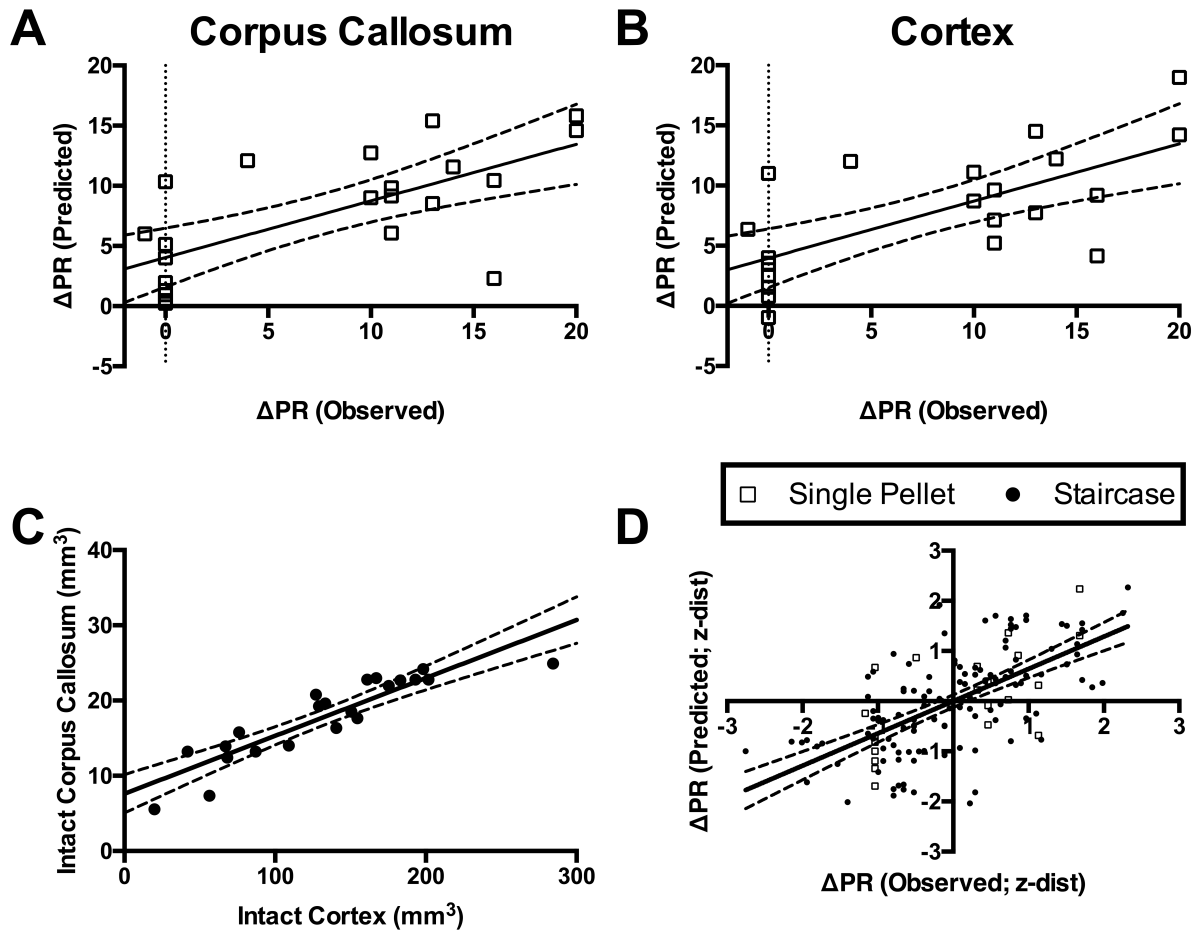 A Corpus Callosum
ΔPR (Predicted)
20
15
10
5
0
-5
0 5 10 15 20
ΔPR (Observed)
B Cortex
ΔPR (Predicted)
20
15
10
5
0
-5
0 5 10 15 20
ΔPR (Observed)
C
Intact Corpus Callosum (mm³)
40
30
20
10
0
0 100 200 300
Intact Cortex (mm³)
Single Pellet Staircase
D
ΔPR (Predicted; z-dist)
3
2
1
-3 -2 -1 1 2 3
-1
-2
-3
ΔPR (Observed; z-dist)